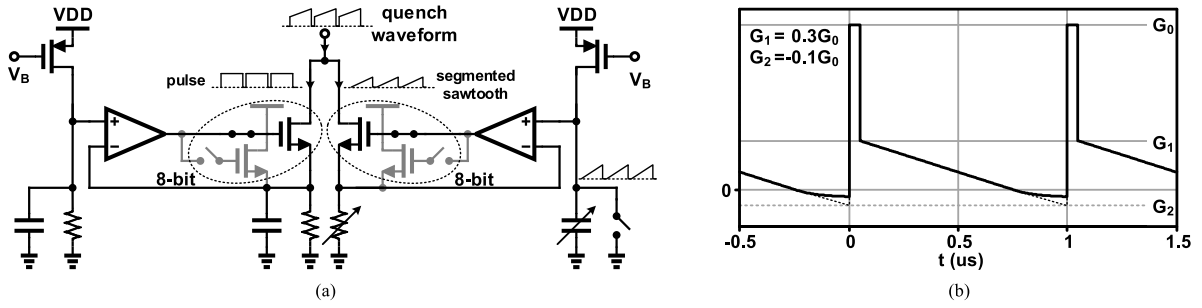 VDD
V_B
quench
waveform
pulse
segmented
sawtooth
VDD
V_B
+
−
8-bit
+
−
8-bit
(a)
G₁ = 0.3G₀
G₂=-0.1G₀
G₀
G₁
0
G₂
-0.5
0
0.5
1
1.5
t (us)
(b)